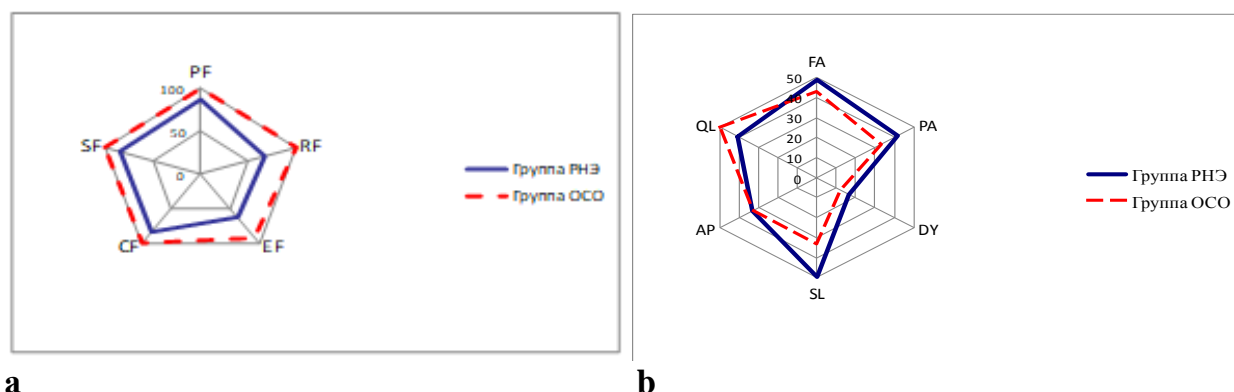 PF
100
50
0
SF
RF
CF
EF
Группа РНЭ
Группа ОСО
a
FA
50
40
30
20
10
0
QL
PA
AP
DY
SL
Группа РНЭ
Группа ОСО
b